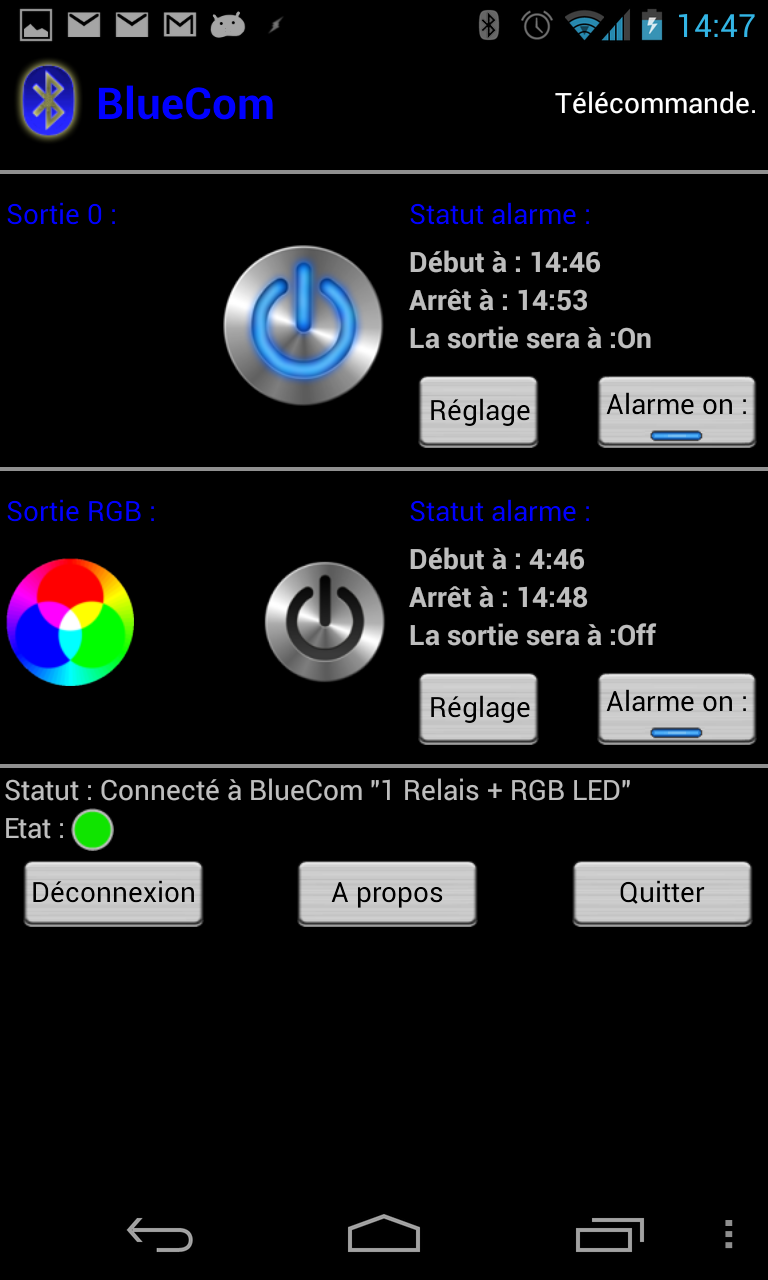 14:47
BlueCom
Télécommande.
Sortie 0 :
Statut alarme :
Début à : 14:46
Arrêt à : 14:53
La sortie sera à :On
Réglage
Alarme on :
Sortie RGB :
Statut alarme :
Début à : 4:46
Arrêt à : 14:48
La sortie sera à :Off
Réglage
Alarme on :
Statut : Connecté à BlueCom "1 Relais + RGB LED"
Etat :
Déconnexion
A propos
Quitter